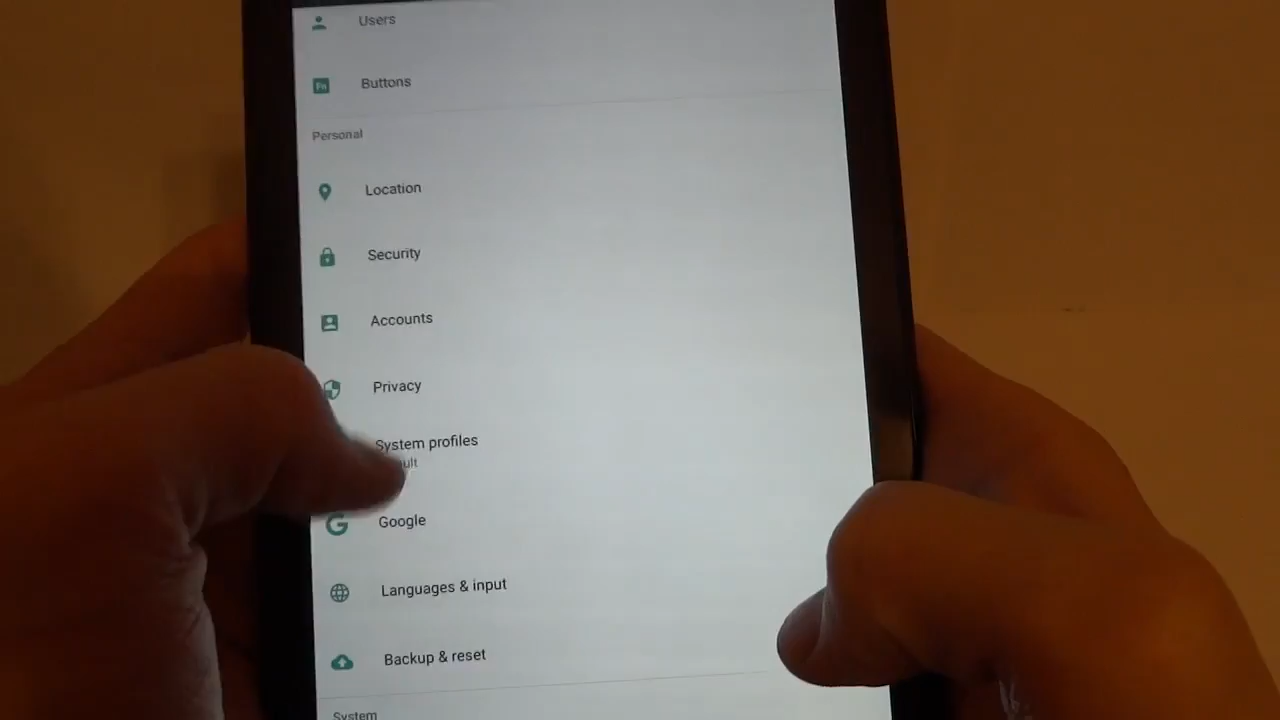 Users
Buttons
Personal
Location
Security
Accounts
Privacy
System profiles
Google
Languages & input
Backup & reset
System